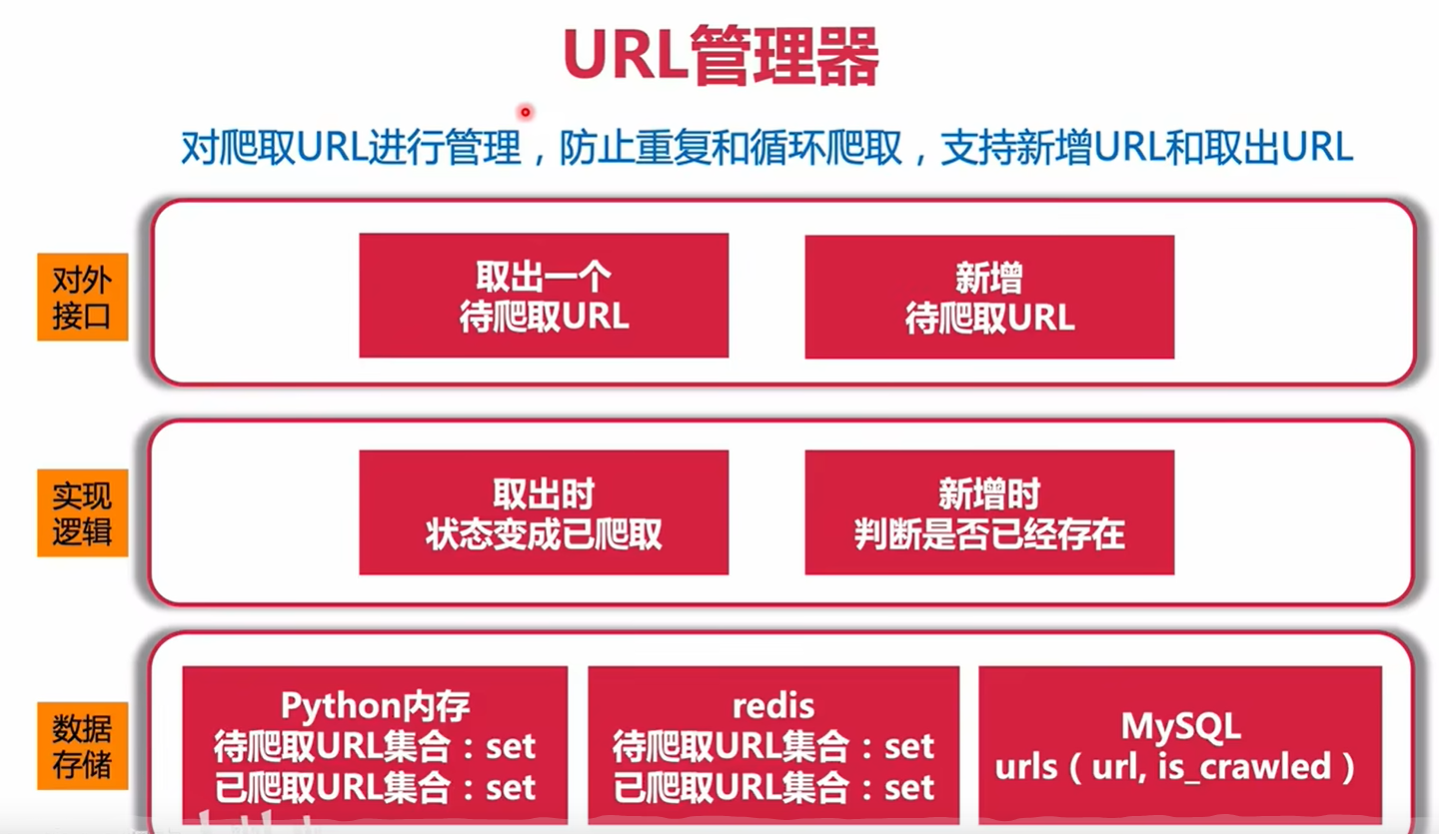 URL管理器
对爬取URL进行管理，防止重复和循环爬取，支持新增URL和取出URL
对外
接口
取出一个
待爬取URL
新增
待爬取URL
实现
逻辑
取出时
状态变成已爬取
新增时
判断是否已经存在
数据
存储
Python内存
待爬取URL集合：set
已爬取URL集合：set
redis
待爬取URL集合：set
已爬取URL集合：set
MySQL
urls（url, is_crawled）